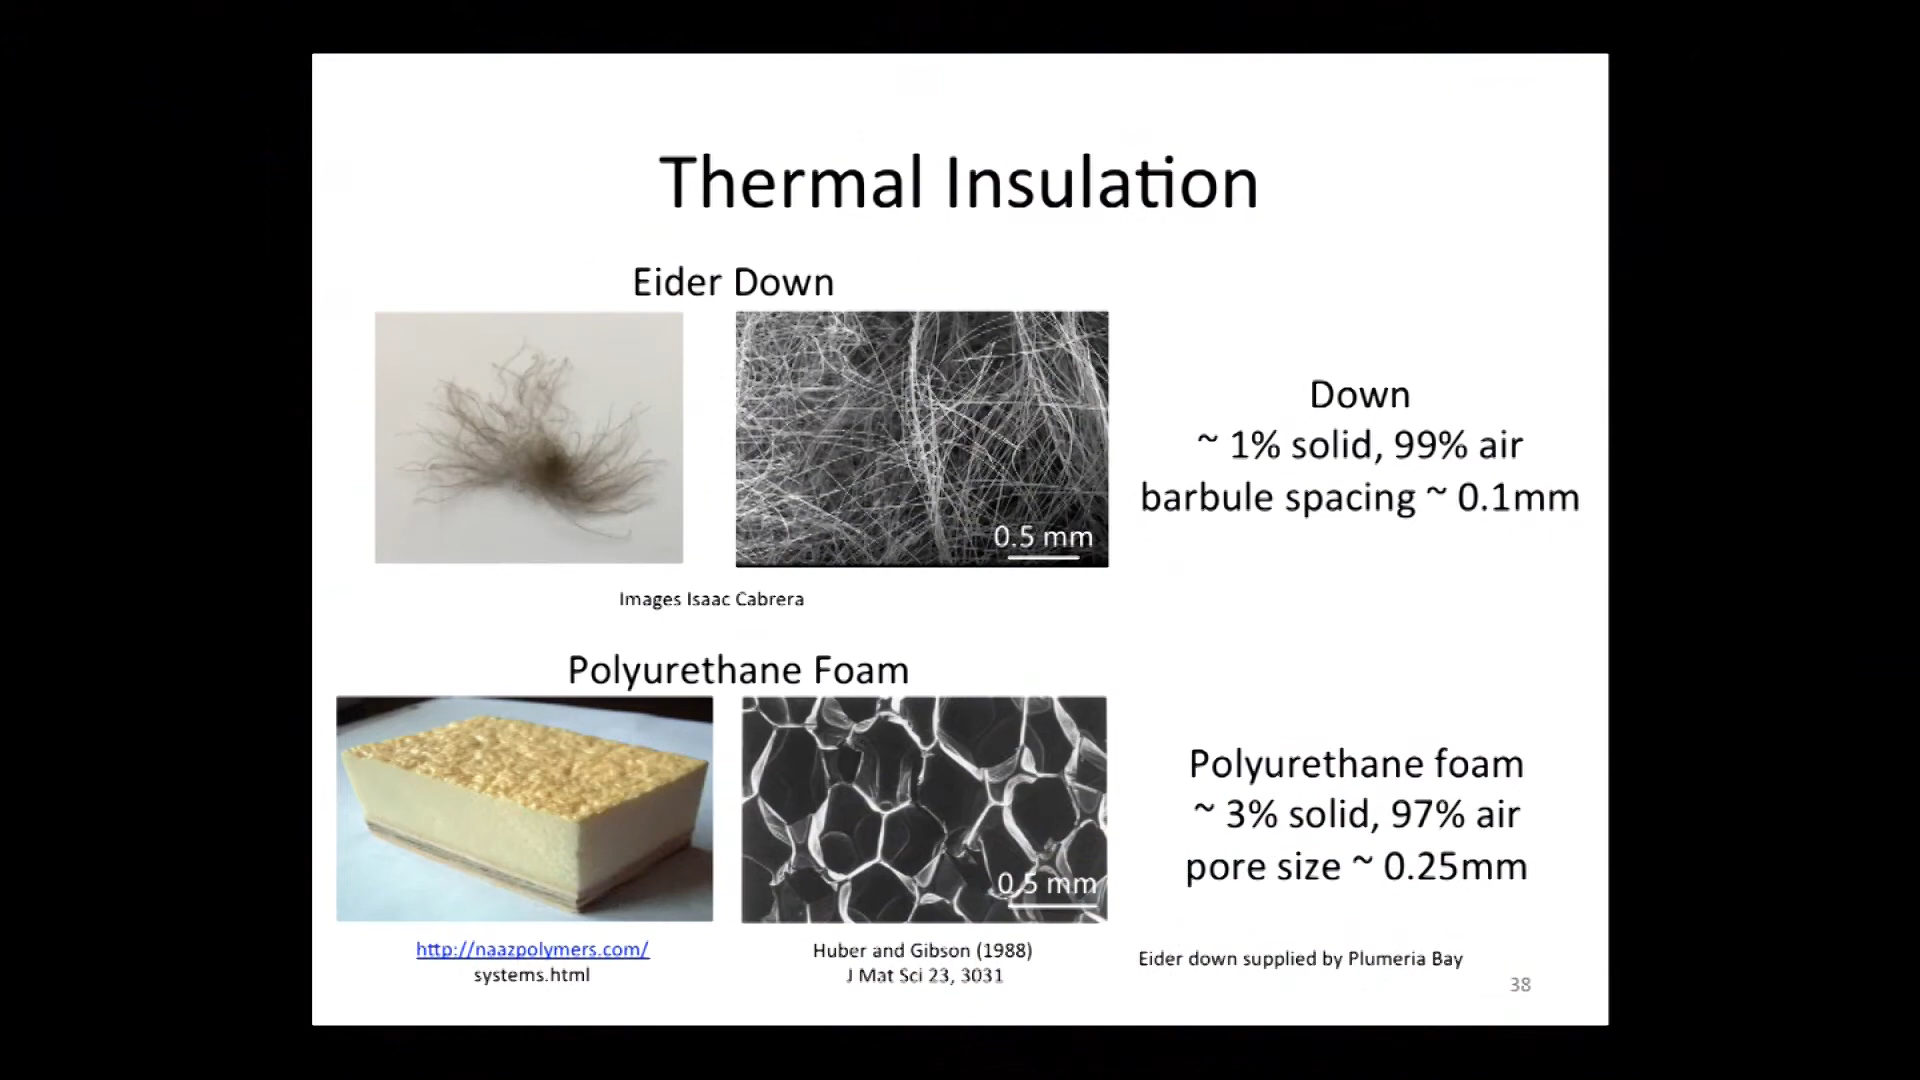 Thermal Insulation
Eider Down
0.5 mm
Down
~ 1% solid, 99% air
barbule spacing ~ 0.1mm
Images Isaac Cabrera
Polyurethane Foam
0.5 mm
Polyurethane foam
~ 3% solid, 97% air
pore size ~ 0.25mm
http://naazpolymers.com/
systems.html
Huber and Gibson (1988)
J Mat Sci 23, 3031
Eider down supplied by Plumeria Bay
38